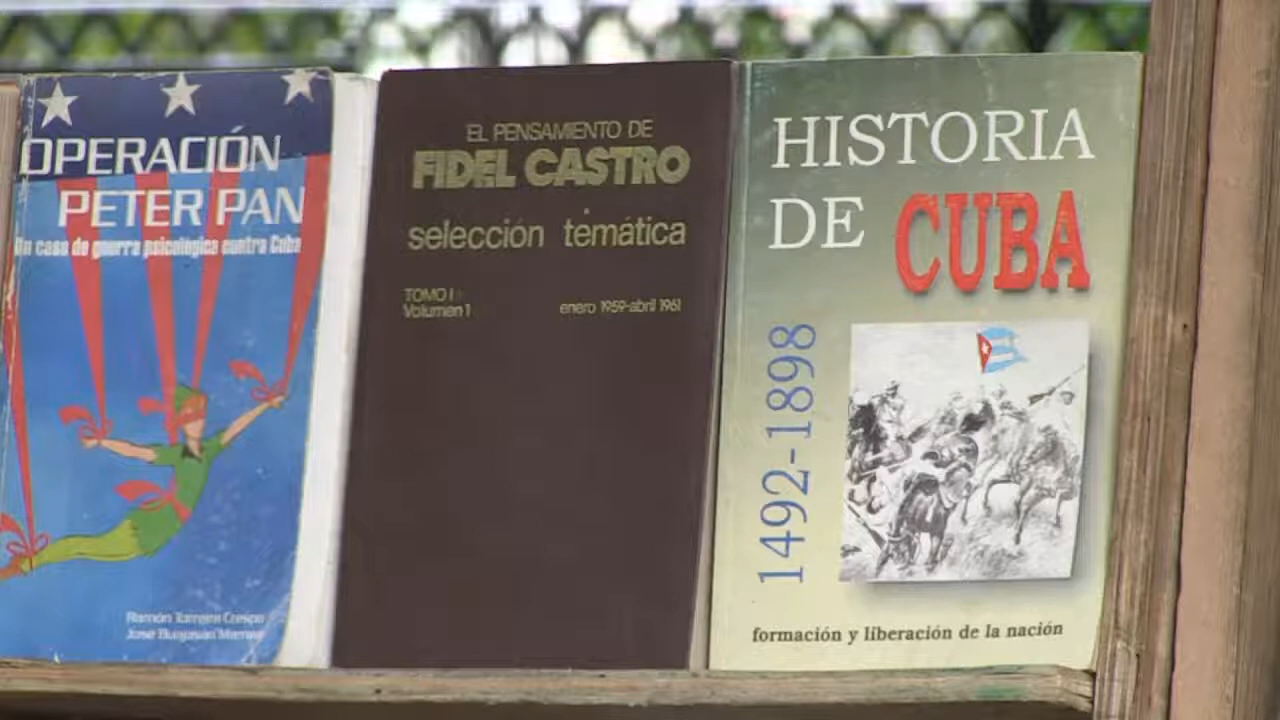 OPERACIÓN
PETER PAN
Un caso de guerra psicológica contra Cuba
Ramón Torreira Crespo
José Buajasán Marrawi
EL PENSAMIENTO DE
FIDEL CASTRO
selección temática
TOMO I
Volumen 1
enero 1959-abril 1961
HISTORIA
DE CUBA
1492-1898
formación y liberación de la nación